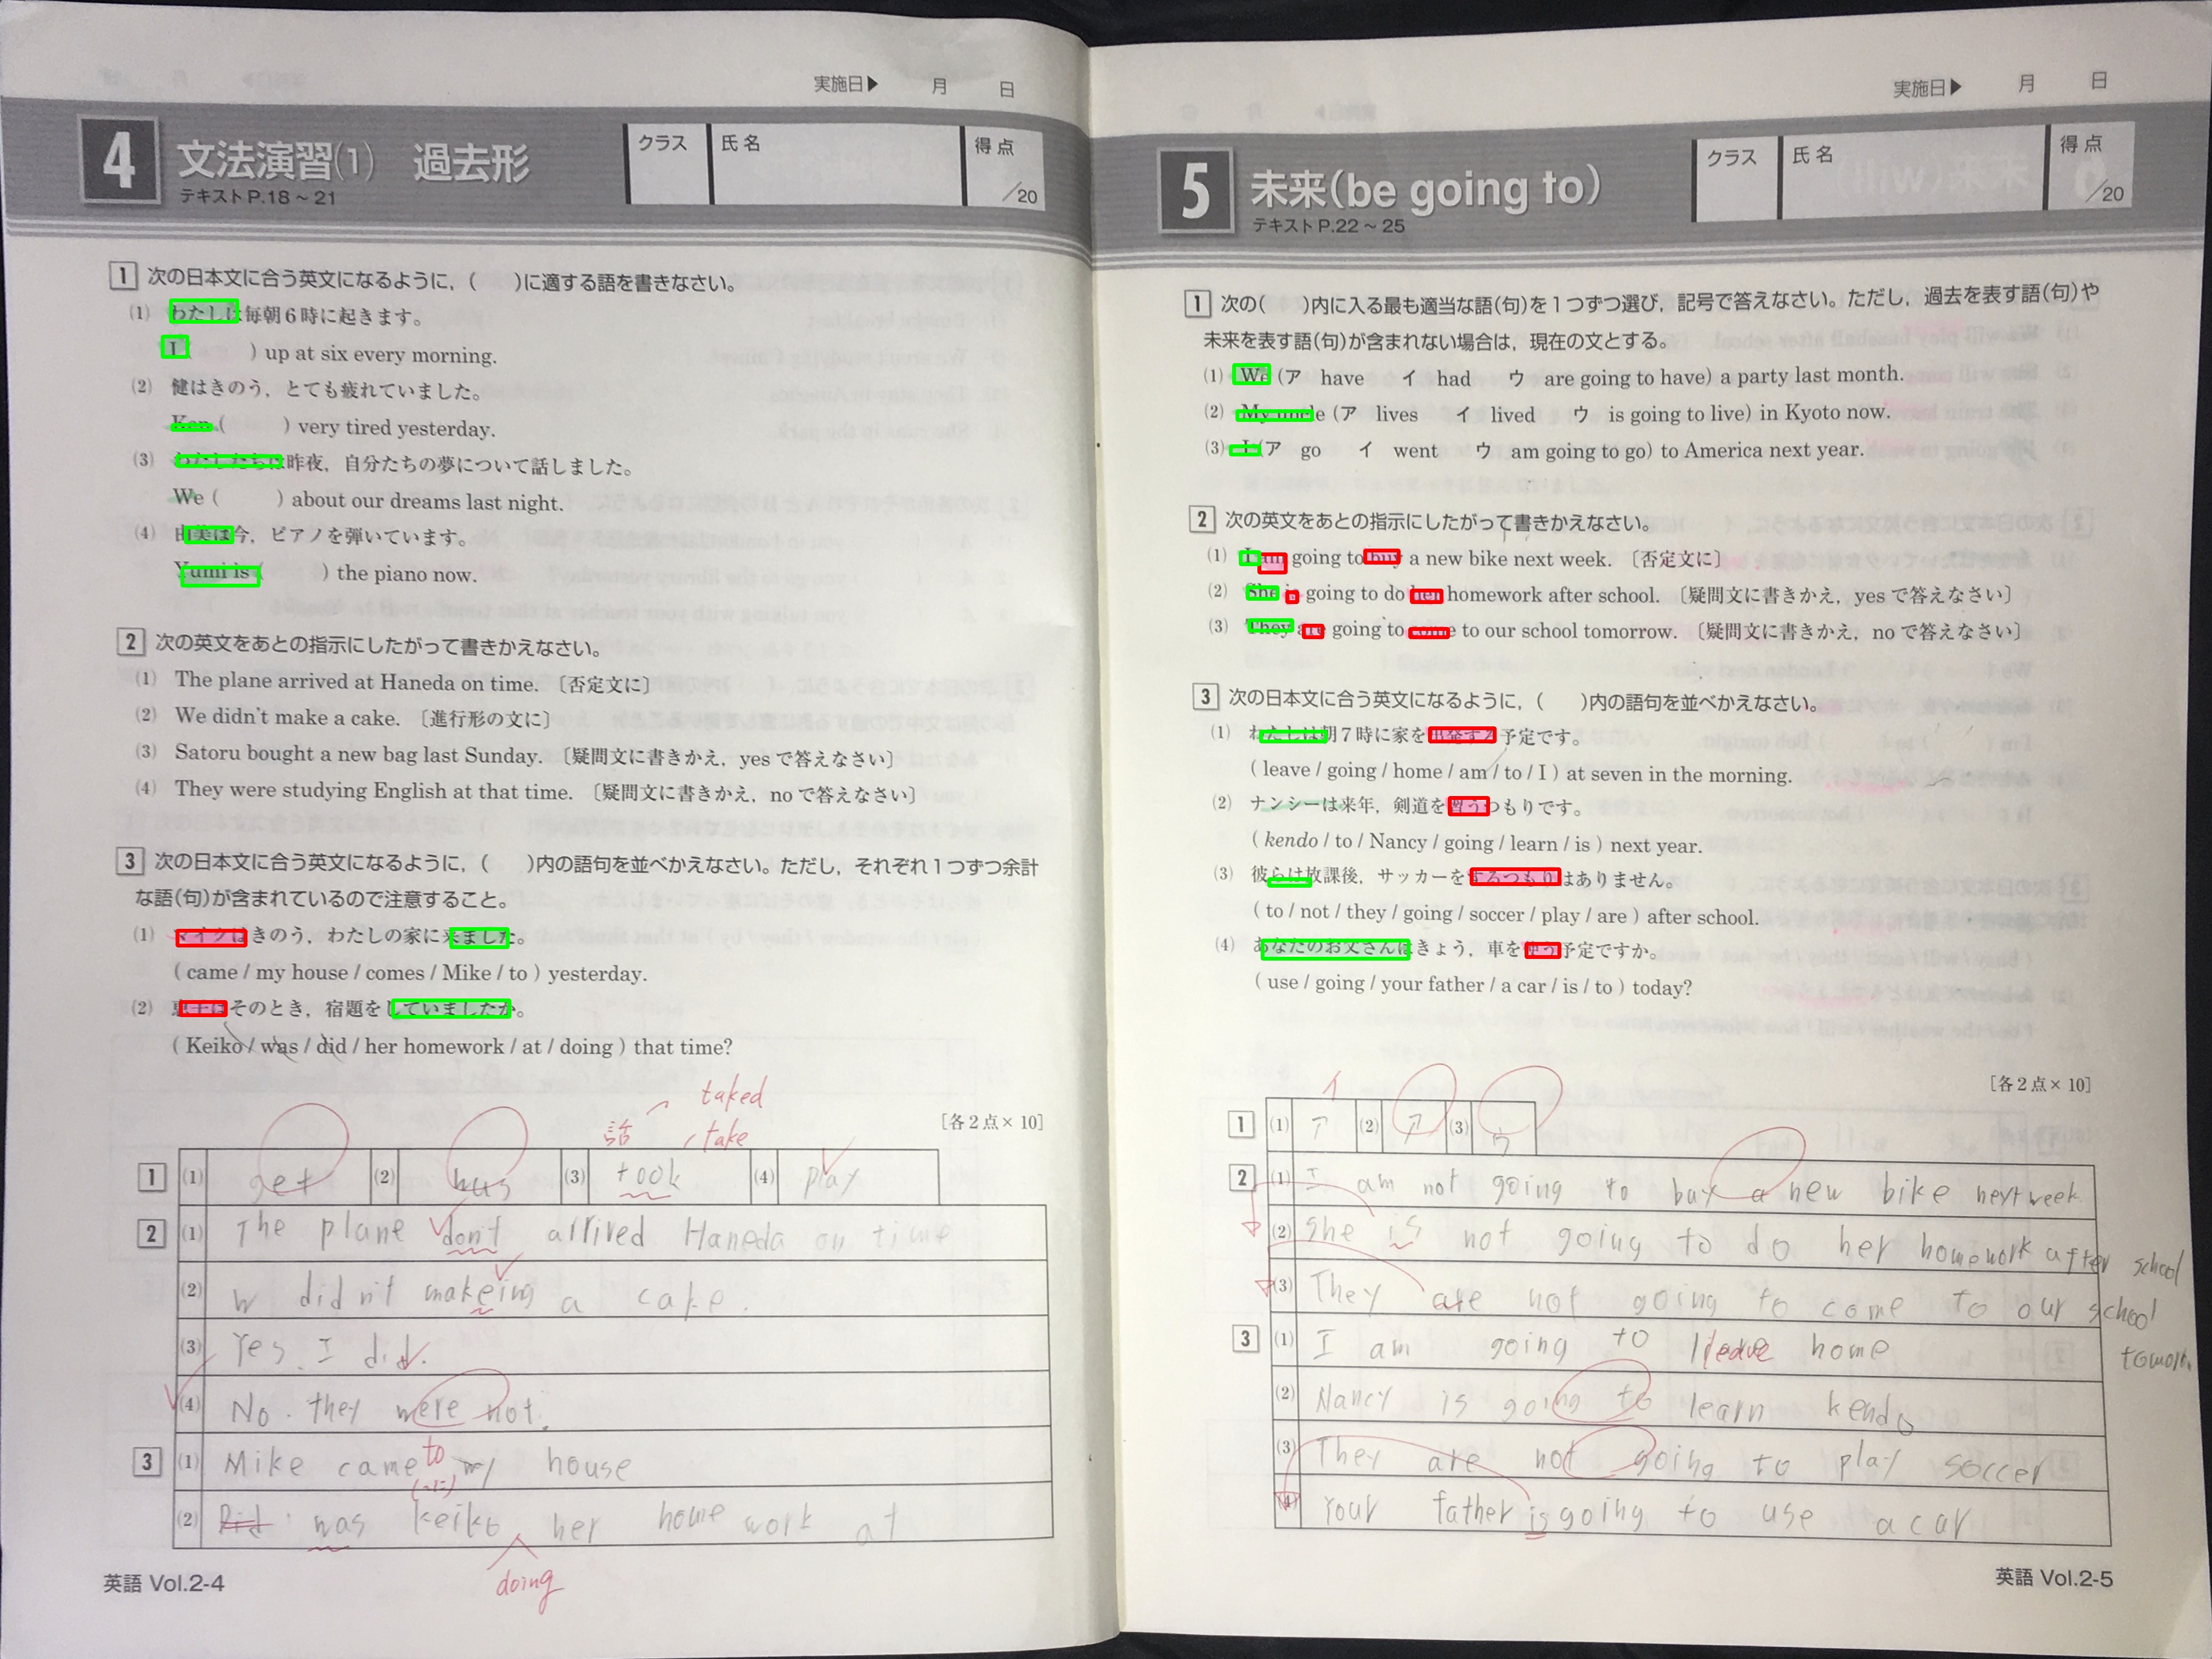 実施日▶ 月 日
4 文法演習(1) 過去形
テキストP.18～21
クラス 氏名 得点 /20
1 次の日本文に合う英文になるように,( )に適する語を書きなさい。
(1) わたしは毎朝6時に起きます。
I ( ) up at six every morning.
(2) 健はきのう,とても疲れていました。
Ken ( ) very tired yesterday.
(3) わたしたちは昨夜,自分たちの夢について話しました。
We ( ) about our dreams last night.
(4) 由美は今,ピアノを弾いています。
Yumi is ( ) the piano now.
2 次の英文をあとの指示にしたがって書きかえなさい。
(1) The plane arrived at Haneda on time. 〔否定文に〕
(2) We didn't make a cake. 〔進行形の文に〕
(3) Satoru bought a new bag last Sunday. 〔疑問文に書きかえ,yesで答えなさい〕
(4) They were studying English at that time. 〔疑問文に書きかえ,noで答えなさい〕
3 次の日本文に合う英文になるように,( )内の語句を並べかえなさい。ただし,それぞれ1つずつ余計
な語(句)が含まれているので注意すること。
(1) マイクはきのう,わたしの家に来ました。
( came / my house / comes / Mike / to ) yesterday.
(2) 恵子はそのとき,宿題をしていましたか。
( Keiko / was / did / her homework / at / doing ) that time?
taked
話 take
[各2点×10]
1 (1) get (2) was (3) took (4) play
2 (1) The plane don't arrived Haneda on time
(2) W didn't makeing a cake.
(3) Yes. I did.
(4) No. they were not.
3 (1) Mike came to my house
(2) Did was keiko her home work at
doing
英語 Vol.2-4
実施日▶ 月 日
5 未来(be going to)
テキストP.22～25
クラス 氏名 得点 /20
1 次の( )内に入る最も適当な語(句)を1つずつ選び,記号で答えなさい。ただし,過去を表す語(句)や
未来を表す語(句)が含まれない場合は,現在の文とする。
(1) We (ア have イ had ウ are going to have) a party last month.
(2) My uncle (ア lives イ lived ウ is going to live) in Kyoto now.
(3) I (ア go イ went ウ am going to go) to America next year.
2 次の英文をあとの指示にしたがって書きかえなさい。
(1) I am going to buy a new bike next week. 〔否定文に〕
(2) She is going to do her homework after school. 〔疑問文に書きかえ,yesで答えなさい〕
(3) They are going to come to our school tomorrow. 〔疑問文に書きかえ,noで答えなさい〕
3 次の日本文に合う英文になるように,( )内の語句を並べかえなさい。
(1) わたしは朝7時に家を出発する予定です。
( leave / going / home / am / to / I ) at seven in the morning.
(2) ナンシーは来年,剣道を習うつもりです。
( kendo / to / Nancy / going / learn / is ) next year.
(3) 彼らは放課後,サッカーをするつもりはありません。
( to / not / they / going / soccer / play / are ) after school.
(4) あなたのお父さんはきょう,車を使う予定ですか。
( use / going / your father / a car / is / to ) today?
[各2点×10]
イ
1 (1) ア (2) ア (3) ウ
2 (1) I am not going to buy a new bike next week.
(2) She is not going to do her homework after school
(3) They are not going to come to our school
3 (1) I am going to leave home
(2) Nancy is going to learn kendo
(3) They are not going to play soccer
(4) Your father is going to use a car
英語 Vol.2-5